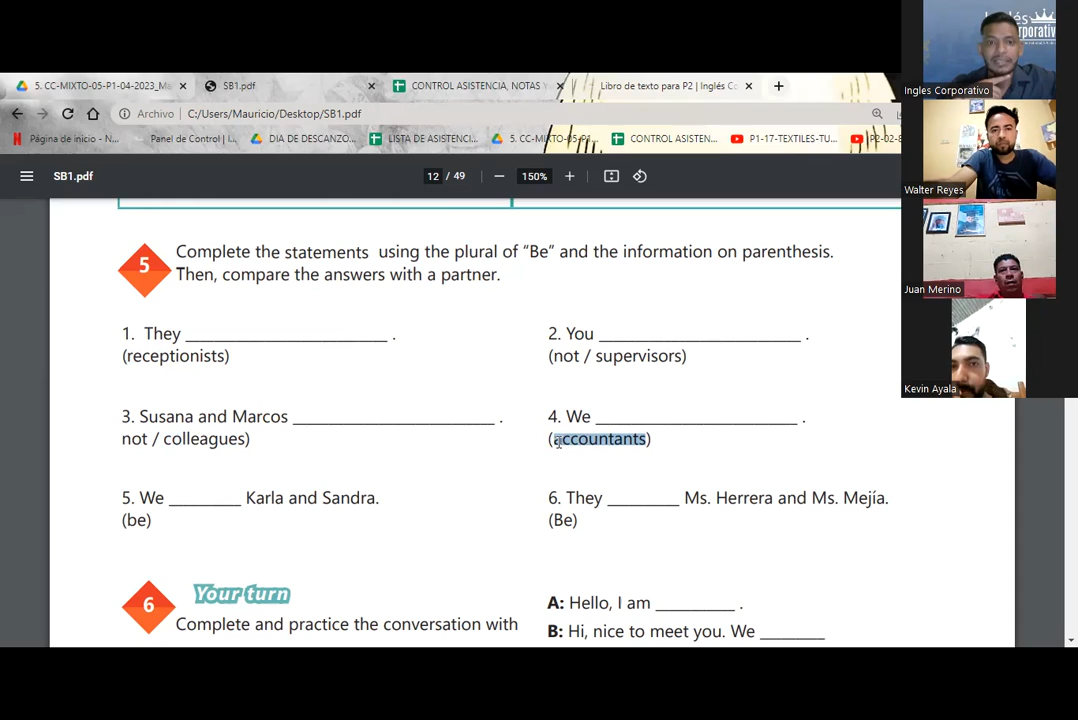 5. CC-MIXTO-05-P1-04-2023_Ma
SB1.pdf
CONTROL ASISTENCIA, NOTAS Y
Libro de texto para P2 | Inglés Co
Archivo
C:/Users/Mauricio/Desktop/SB1.pdf
Página de inicio - N...
Panel de Control | i...
DIA DE DESCANZO...
LISTA DE ASISTENCI...
5. CC-MIXTO-05-P1...
CONTROL ASISTEN...
P1-17-TEXTILES-TU...
SB1.pdf
12 / 49
150%
5
Complete the statements using the plural of “Be” and the information on parenthesis.
Then, compare the answers with a partner.
1. They ______________________ .
(receptionists)
2. You ______________________ .
(not / supervisors)
3. Susana and Marcos ______________________ .
not / colleagues)
4. We ______________________ .
(accountants)
5. We ________ Karla and Sandra.
(be)
6. They ________ Ms. Herrera and Ms. Mejía.
(Be)
6
Your turn
Complete and practice the conversation with
A: Hello, I am _________ .
B: Hi, nice to meet you. We _______
Ingles Corporativo
Walter Reyes
Juan Merino
Kevin Ayala